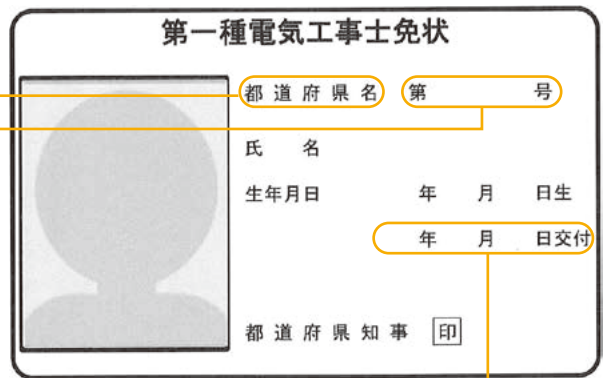 第一種電気工事士免状
都道府県名 第 号
氏 名
生年月日 年 月 日生
年 月 日交付
都道府県知事 印